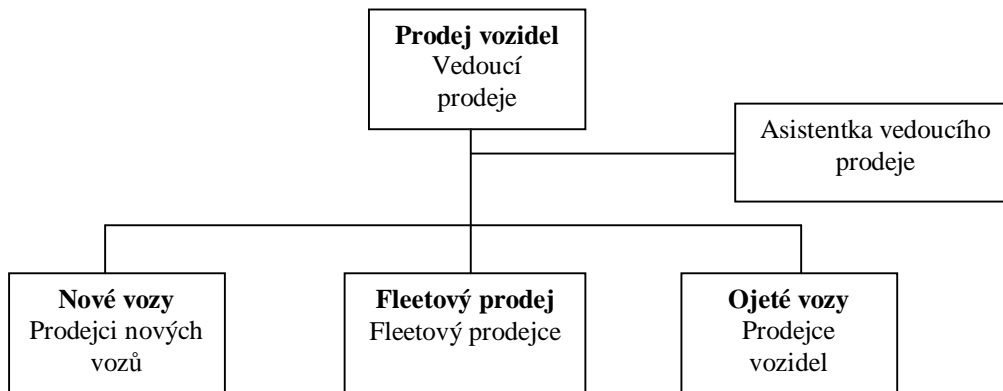 Prodej vozidel
Vedoucí
prodeje
Asistentka vedoucího
prodeje
Nové vozy
Prodejci nových
vozů
Fleetový prodej
Fleetový prodejce
Ojeté vozy
Prodejce
vozidel